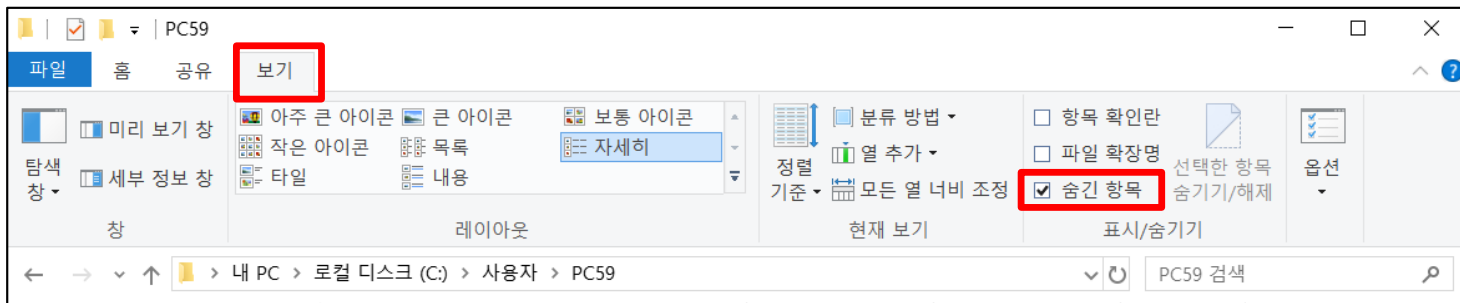 PC59
파일 홈 공유 보기
탐색 창
미리 보기 창
세부 정보 창
창
아주 큰 아이콘 큰 아이콘 보통 아이콘
작은 아이콘 목록 자세히
타일 내용
레이아웃
정렬 기준
분류 방법
열 추가
모든 열 너비 조정
현재 보기
항목 확인란
파일 확장명
숨긴 항목
선택한 항목
숨기기/해제
표시/숨기기
옵션
내 PC > 로컬 디스크 (C:) > 사용자 > PC59
PC59 검색